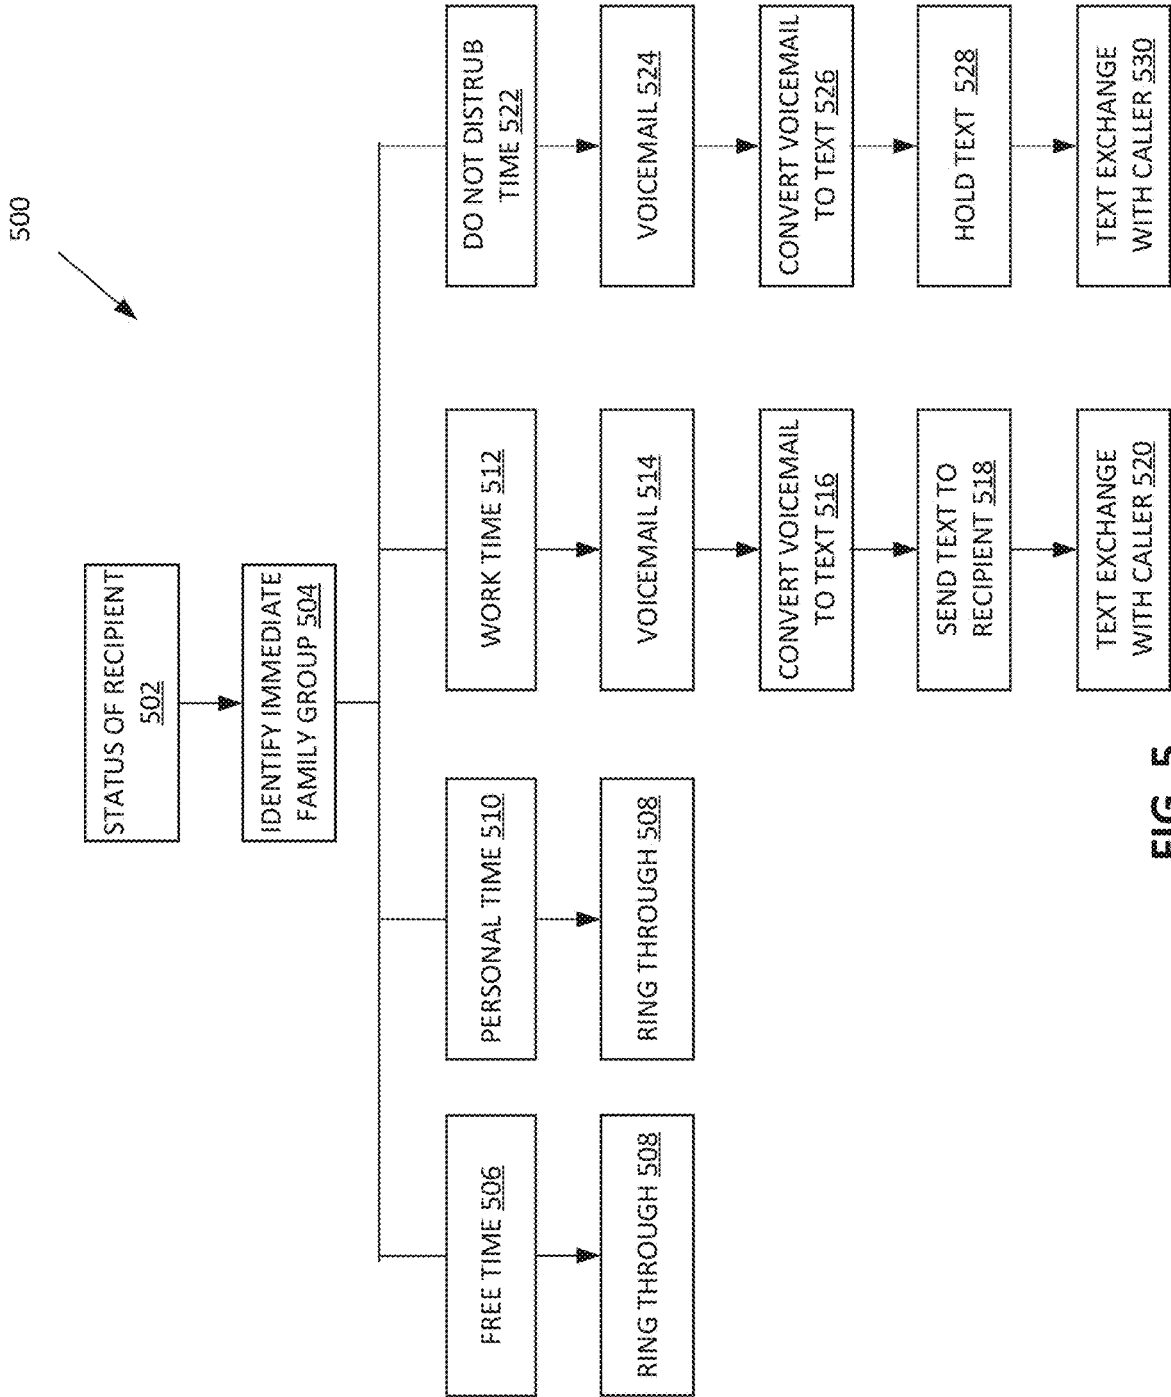 500
STATUS OF RECIPIENT
502
IDENTIFY IMMEDIATE
FAMILY GROUP 504
FREE TIME 506
RING THROUGH 508
PERSONAL TIME 510
RING THROUGH 508
WORK TIME 512
VOICEMAIL 514
CONVERT VOICEMAIL
TO TEXT 516
SEND TEXT TO
RECIPIENT 518
TEXT EXCHANGE
WITH CALLER 520
DO NOT DISTRUB
TIME 522
VOICEMAIL 524
CONVERT VOICEMAIL
TO TEXT 526
HOLD TEXT 528
TEXT EXCHANGE
WITH CALLER 530
FIG. 5